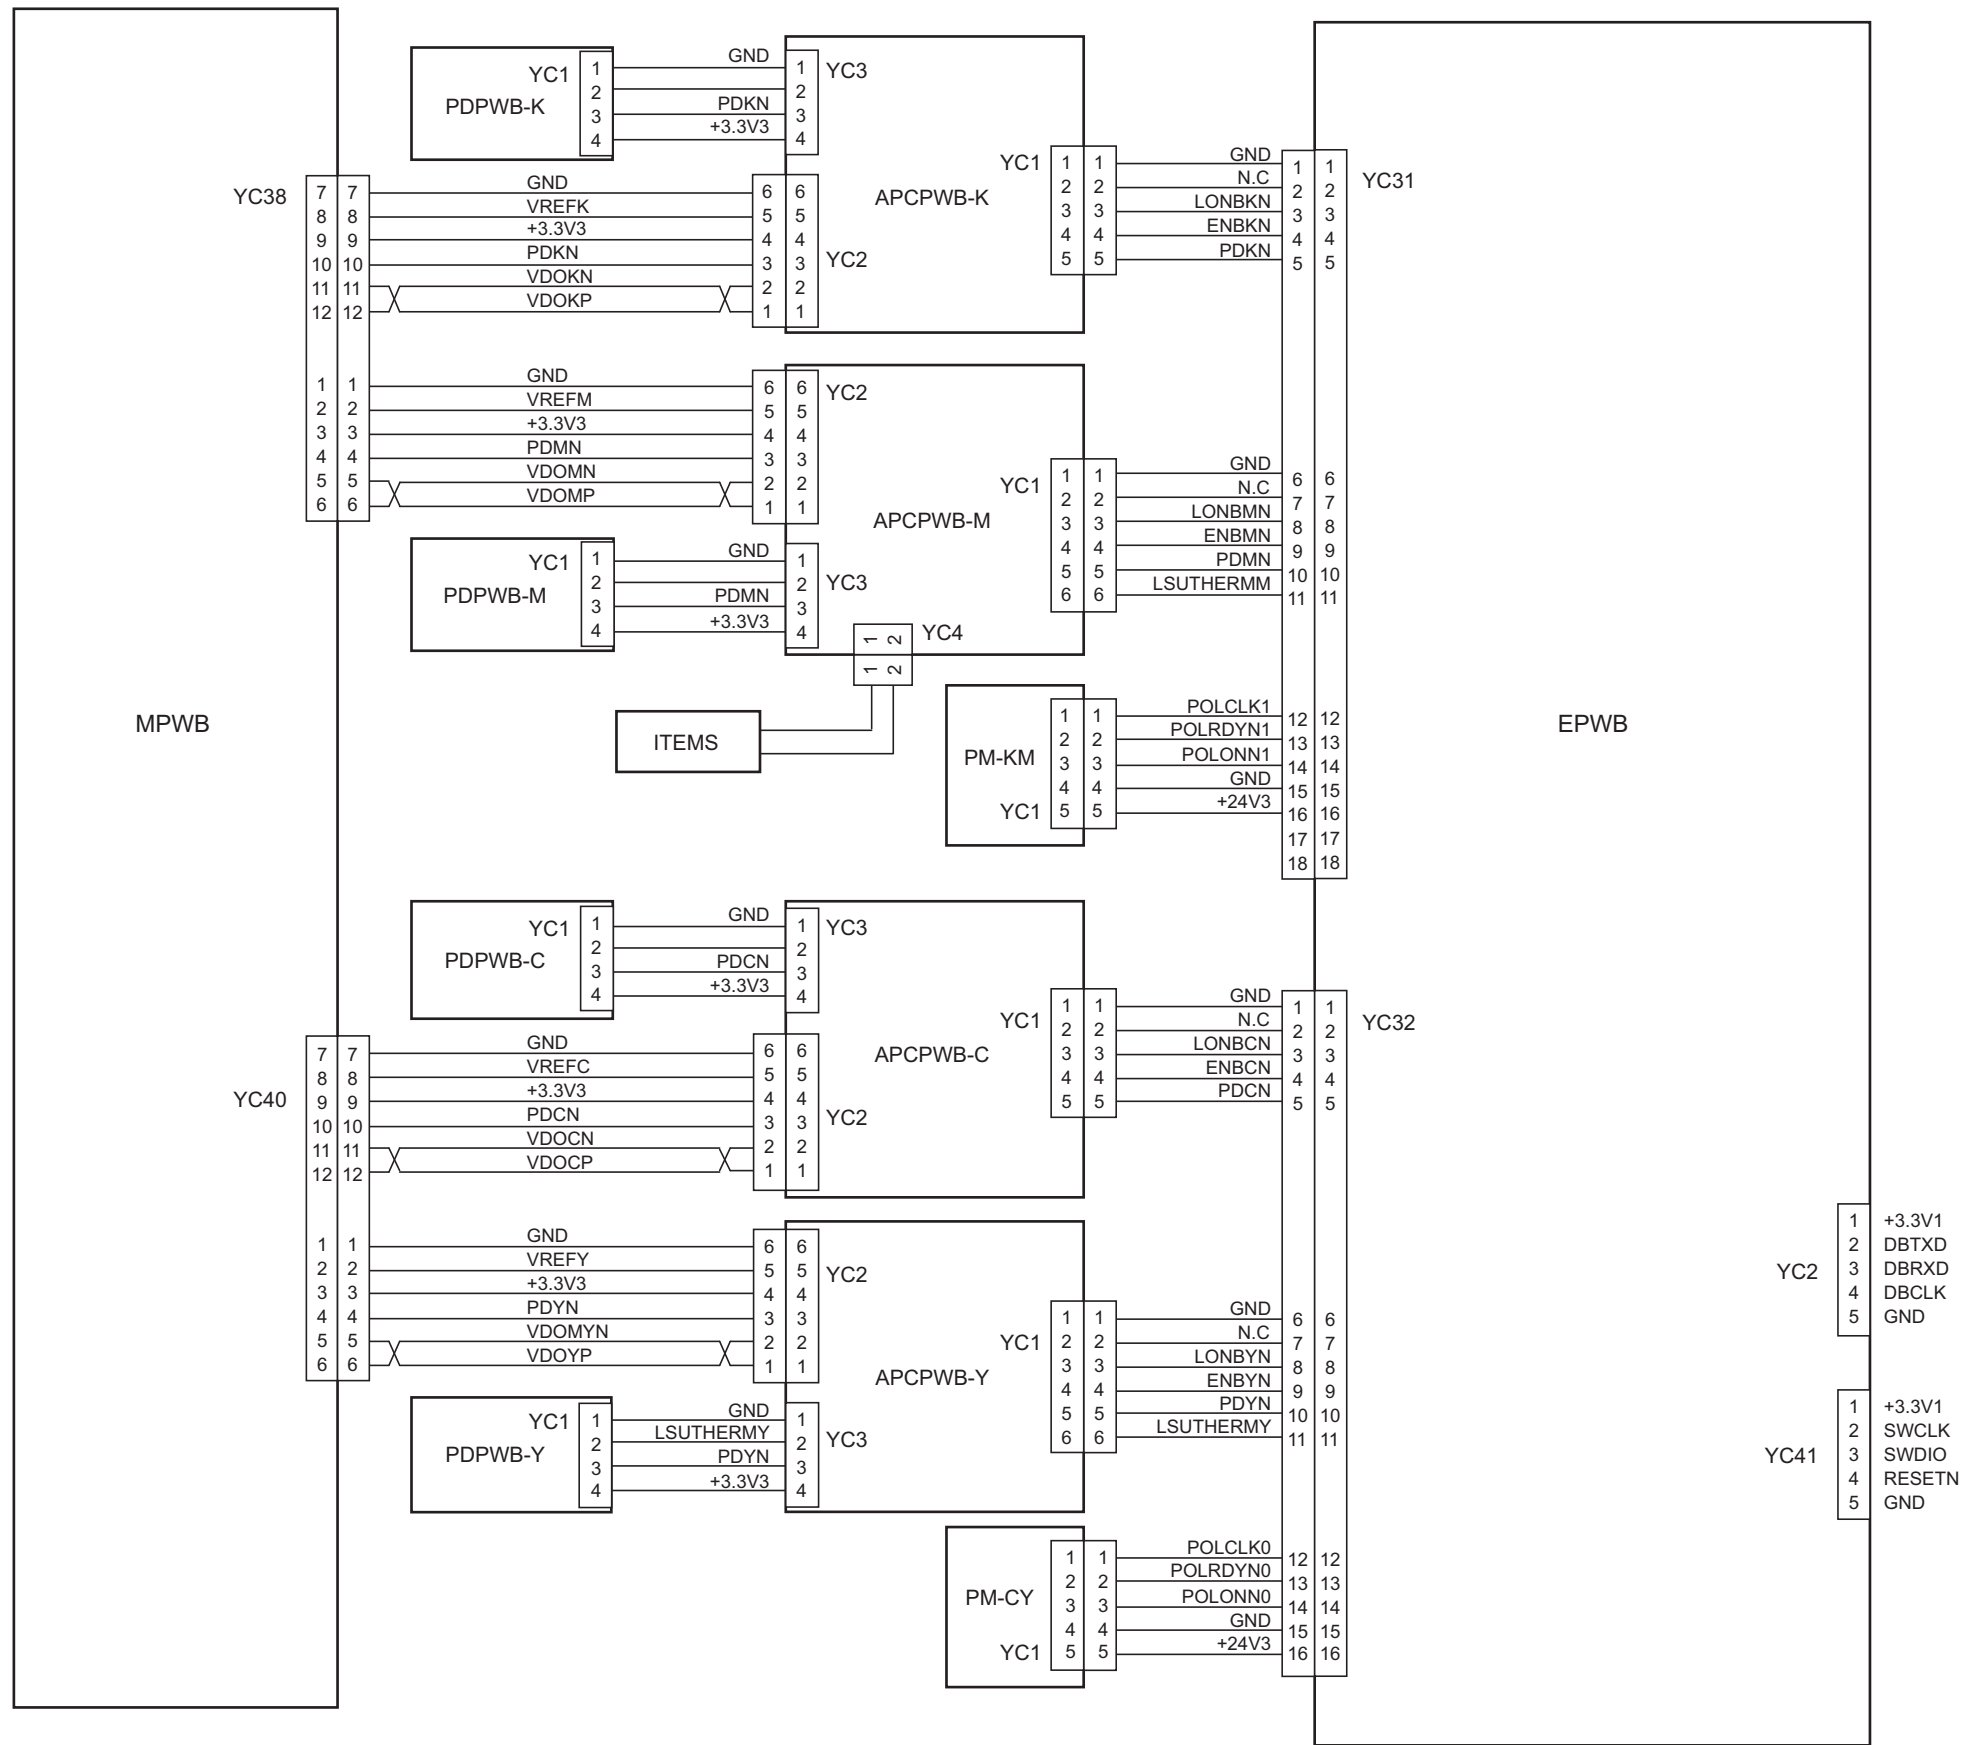 MPWB
EPWB
YC1
PDPWB-K
1
2
3
4
GND
PDKN
+3.3V3
1
2
3
4
YC3
APCPWB-K
YC38
7 7
8 8
9 9
10 10
11 11
12 12
GND
VREFK
+3.3V3
PDKN
VDOKN
VDOKP
6 6
5 5
4 4
3 3
2 2
1 1
YC2
YC1
1 1
2 2
3 3
4 4
5 5
GND
N.C
LONBKN
ENBKN
PDKN
1 1
2 2
3 3
4 4
5 5
YC31
1 1
2 2
3 3
4 4
5 5
6 6
GND
VREFM
+3.3V3
PDMN
VDOMN
VDOMP
6 6
5 5
4 4
3 3
2 2
1 1
YC2
APCPWB-M
YC1
1 1
2 2
3 3
4 4
5 5
6 6
GND
N.C
LONBMN
ENBMN
PDMN
LSUTHERMM
6 6
7 7
8 8
9 9
10 10
11 11
YC1
PDPWB-M
1
2
3
4
GND
PDMN
+3.3V3
1
2
3
4
YC3
1 2
1 2
YC4
ITEMS
PM-KM
YC1
1 1
2 2
3 3
4 4
5 5
POLCLK1
POLRDYN1
POLONN1
GND
+24V3
12 12
13 13
14 14
15 15
16 16
17 17
18 18
YC1
PDPWB-C
1
2
3
4
GND
PDCN
+3.3V3
1
2
3
4
YC3
APCPWB-C
YC40
7 7
8 8
9 9
10 10
11 11
12 12
GND
VREFC
+3.3V3
PDCN
VDOCN
VDOCP
6 6
5 5
4 4
3 3
2 2
1 1
YC2
YC1
1 1
2 2
3 3
4 4
5 5
GND
N.C
LONBCN
ENBCN
PDCN
1 1
2 2
3 3
4 4
5 5
YC32
1 1
2 2
3 3
4 4
5 5
6 6
GND
VREFY
+3.3V3
PDYN
VDOMYN
VDOYP
6 6
5 5
4 4
3 3
2 2
1 1
YC2
APCPWB-Y
YC1
1 1
2 2
3 3
4 4
5 5
6 6
GND
N.C
LONBYN
ENBYN
PDYN
LSUTHERMY
6 6
7 7
8 8
9 9
10 10
11 11
YC1
PDPWB-Y
1
2
3
4
GND
LSUTHERMY
PDYN
+3.3V3
1
2
3
4
YC3
PM-CY
YC1
1 1
2 2
3 3
4 4
5 5
POLCLK0
POLRDYN0
POLONN0
GND
+24V3
12 12
13 13
14 14
15 15
16 16
YC2
1 +3.3V1
2 DBTXD
3 DBRXD
4 DBCLK
5 GND
YC41
1 +3.3V1
2 SWCLK
3 SWDIO
4 RESETN
5 GND